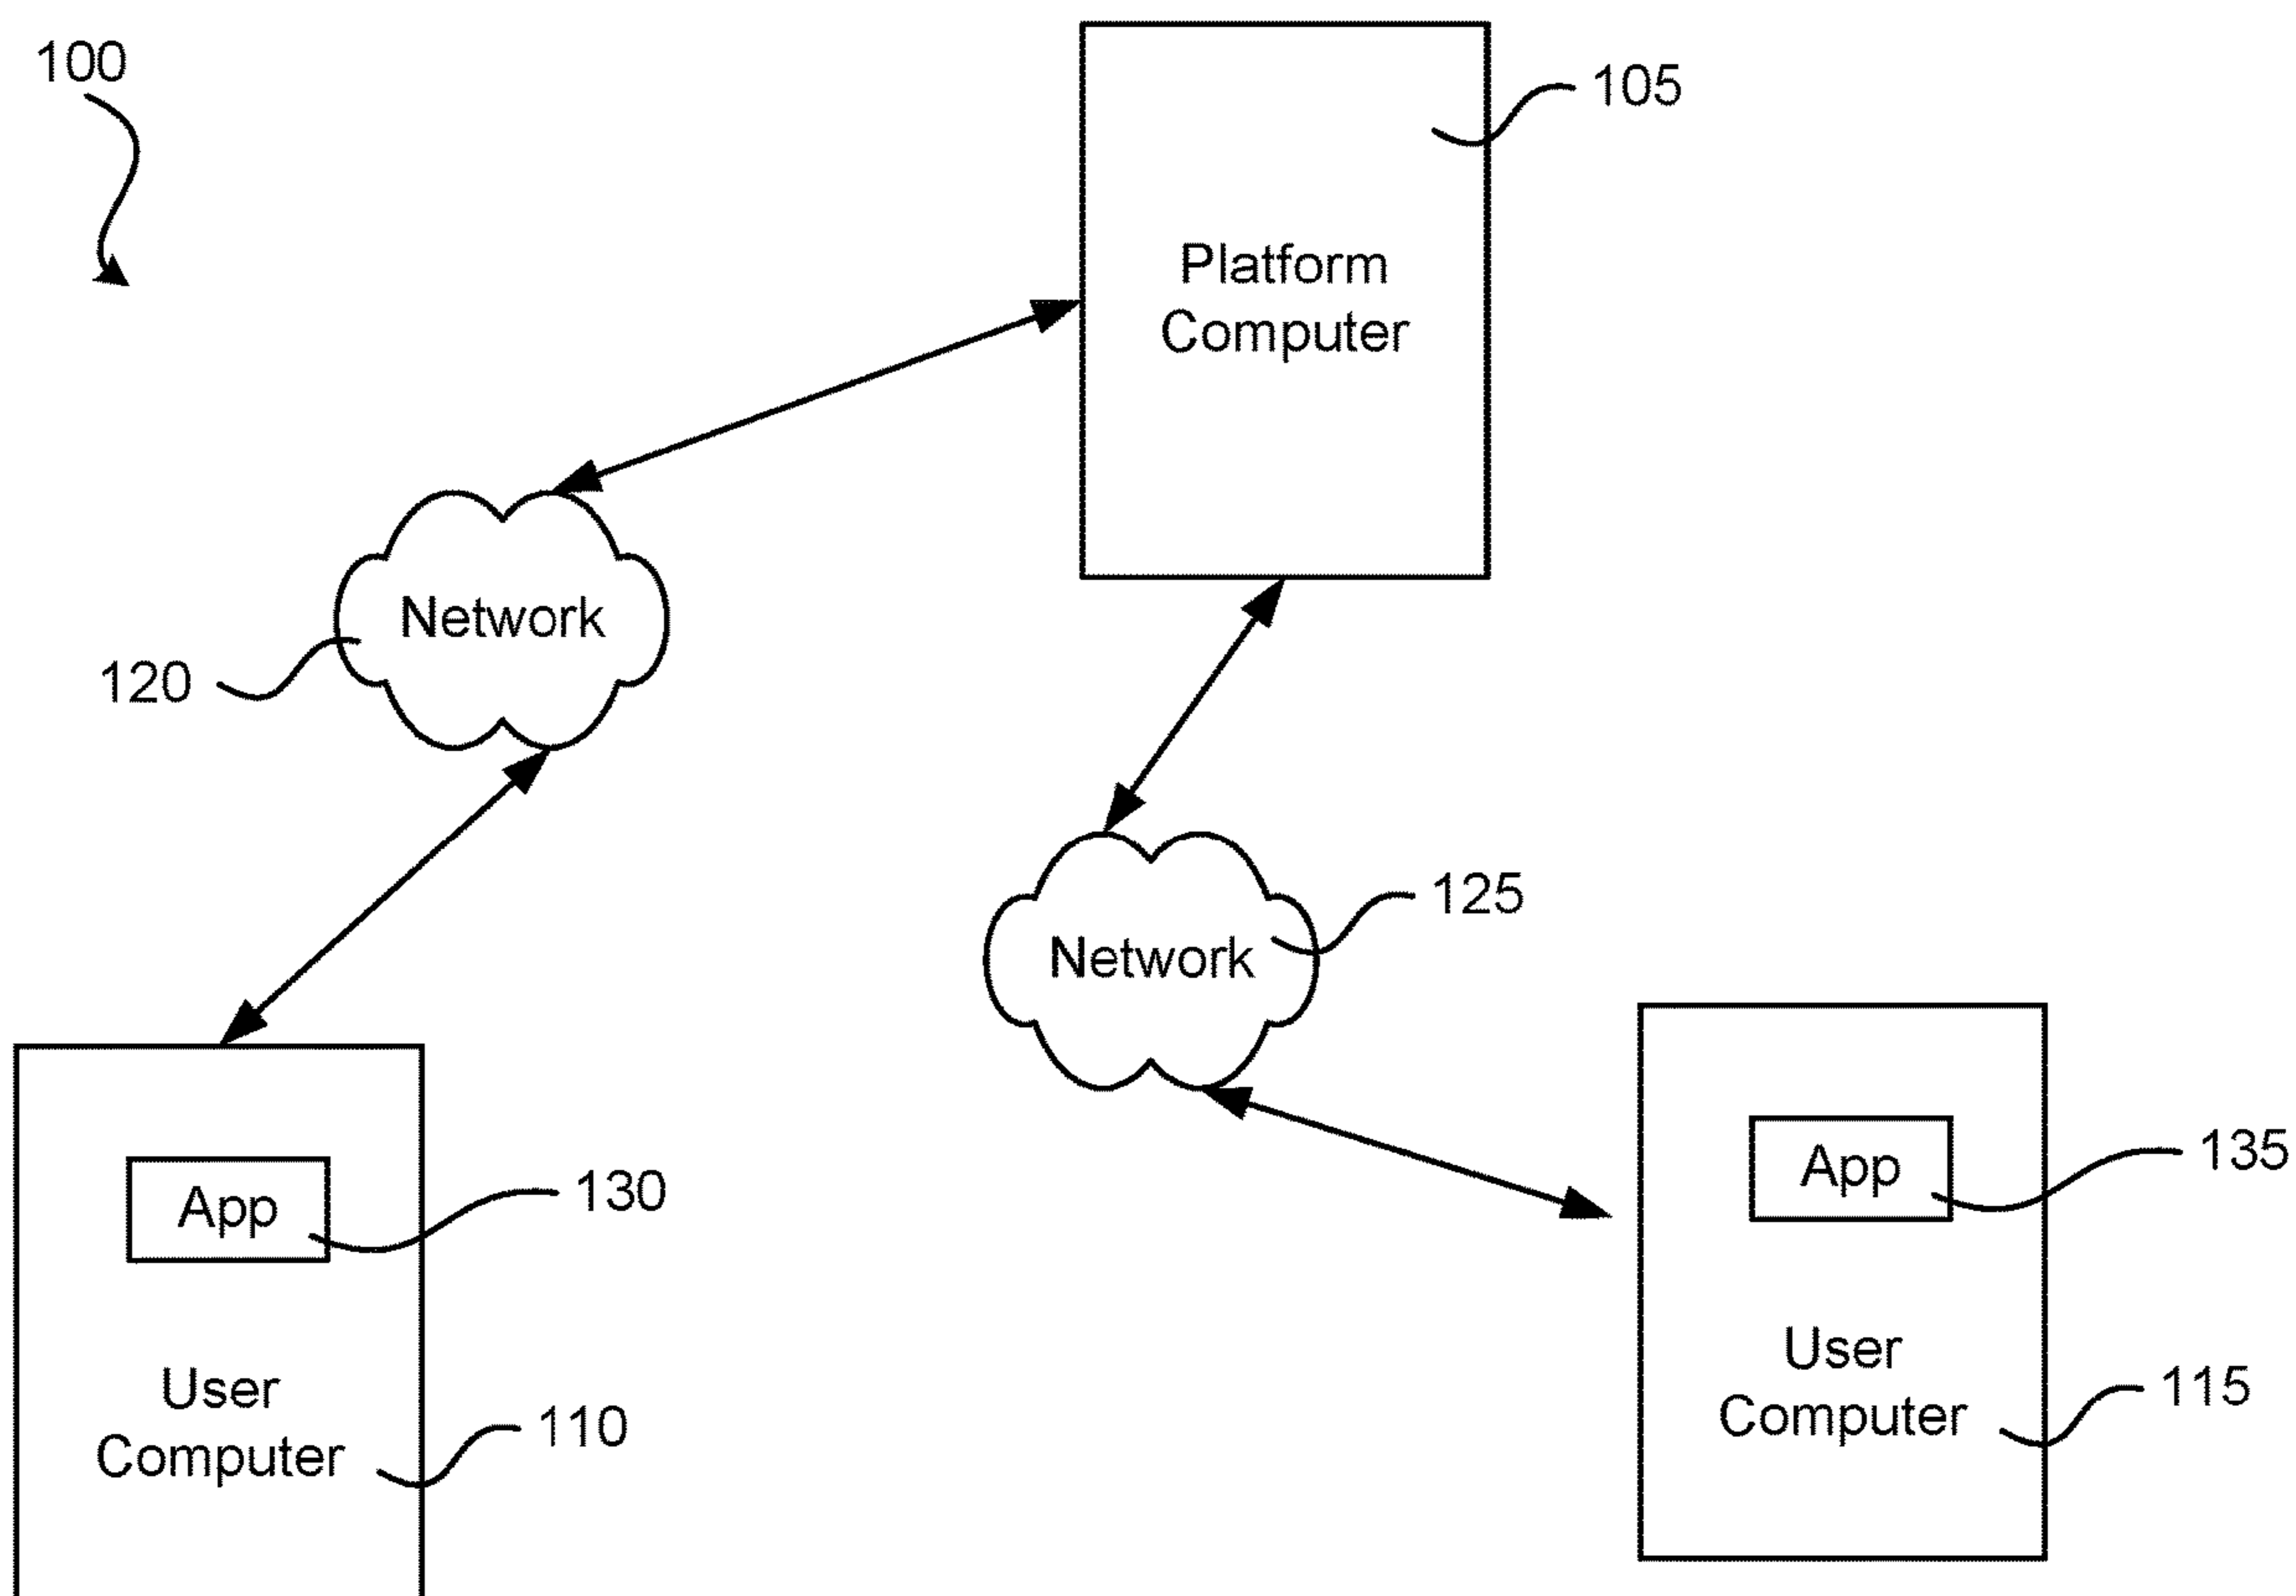 100
105
Platform
Computer
Network
120
125
Network
App
130
User
Computer
110
App
135
User
Computer
115